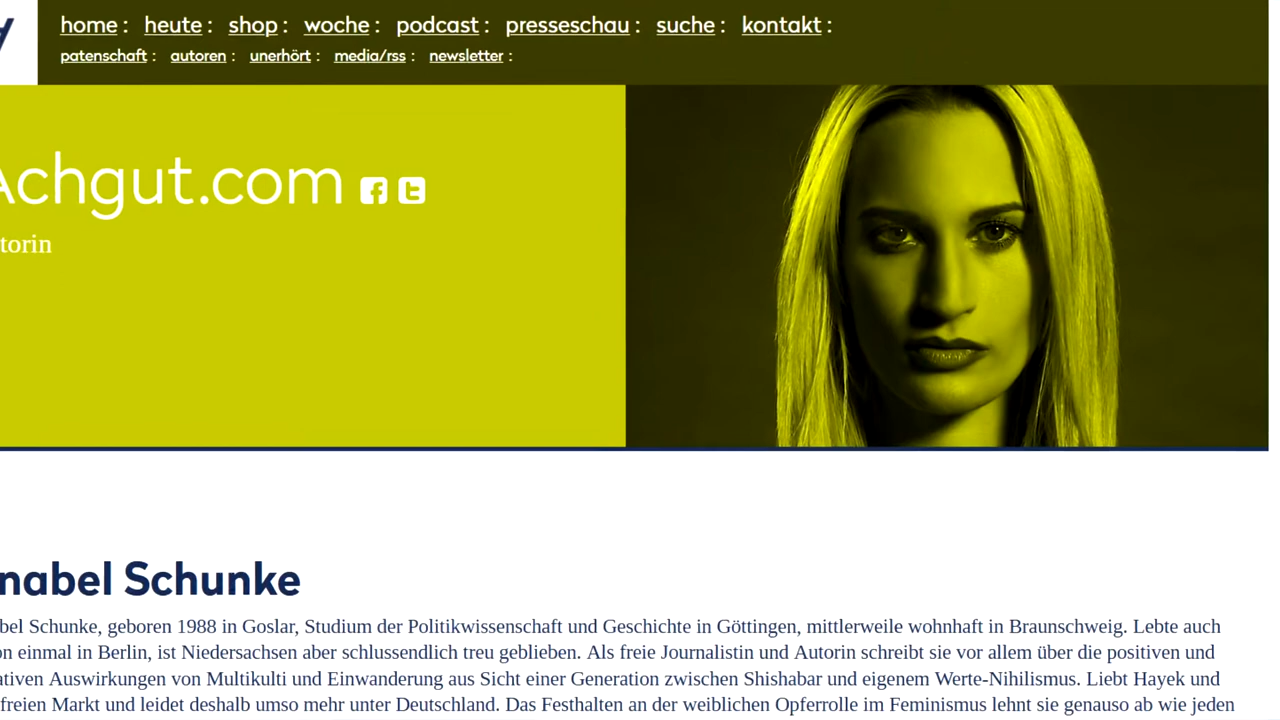 home : heute : shop : woche : podcast : presseschau : suche : kontakt :
patenschaft : autoren : unerhört : media/rss : newsletter :
Achgut.com
torin
nabel Schunke
bel Schunke, geboren 1988 in Goslar, Studium der Politikwissenschaft und Geschichte in Göttingen, mittlerweile wohnhaft in Braunschweig. Lebte auch
on einmal in Berlin, ist Niedersachsen aber schlussendlich treu geblieben. Als freie Journalistin und Autorin schreibt sie vor allem über die positiven und
ativen Auswirkungen von Multikulti und Einwanderung aus Sicht einer Generation zwischen Shishabar und eigenem Werte-Nihilismus. Liebt Hayek und
freien Markt und leidet deshalb umso mehr unter Deutschland. Das Festhalten an der weiblichen Opferrolle im Feminismus lehnt sie genauso ab wie jeden